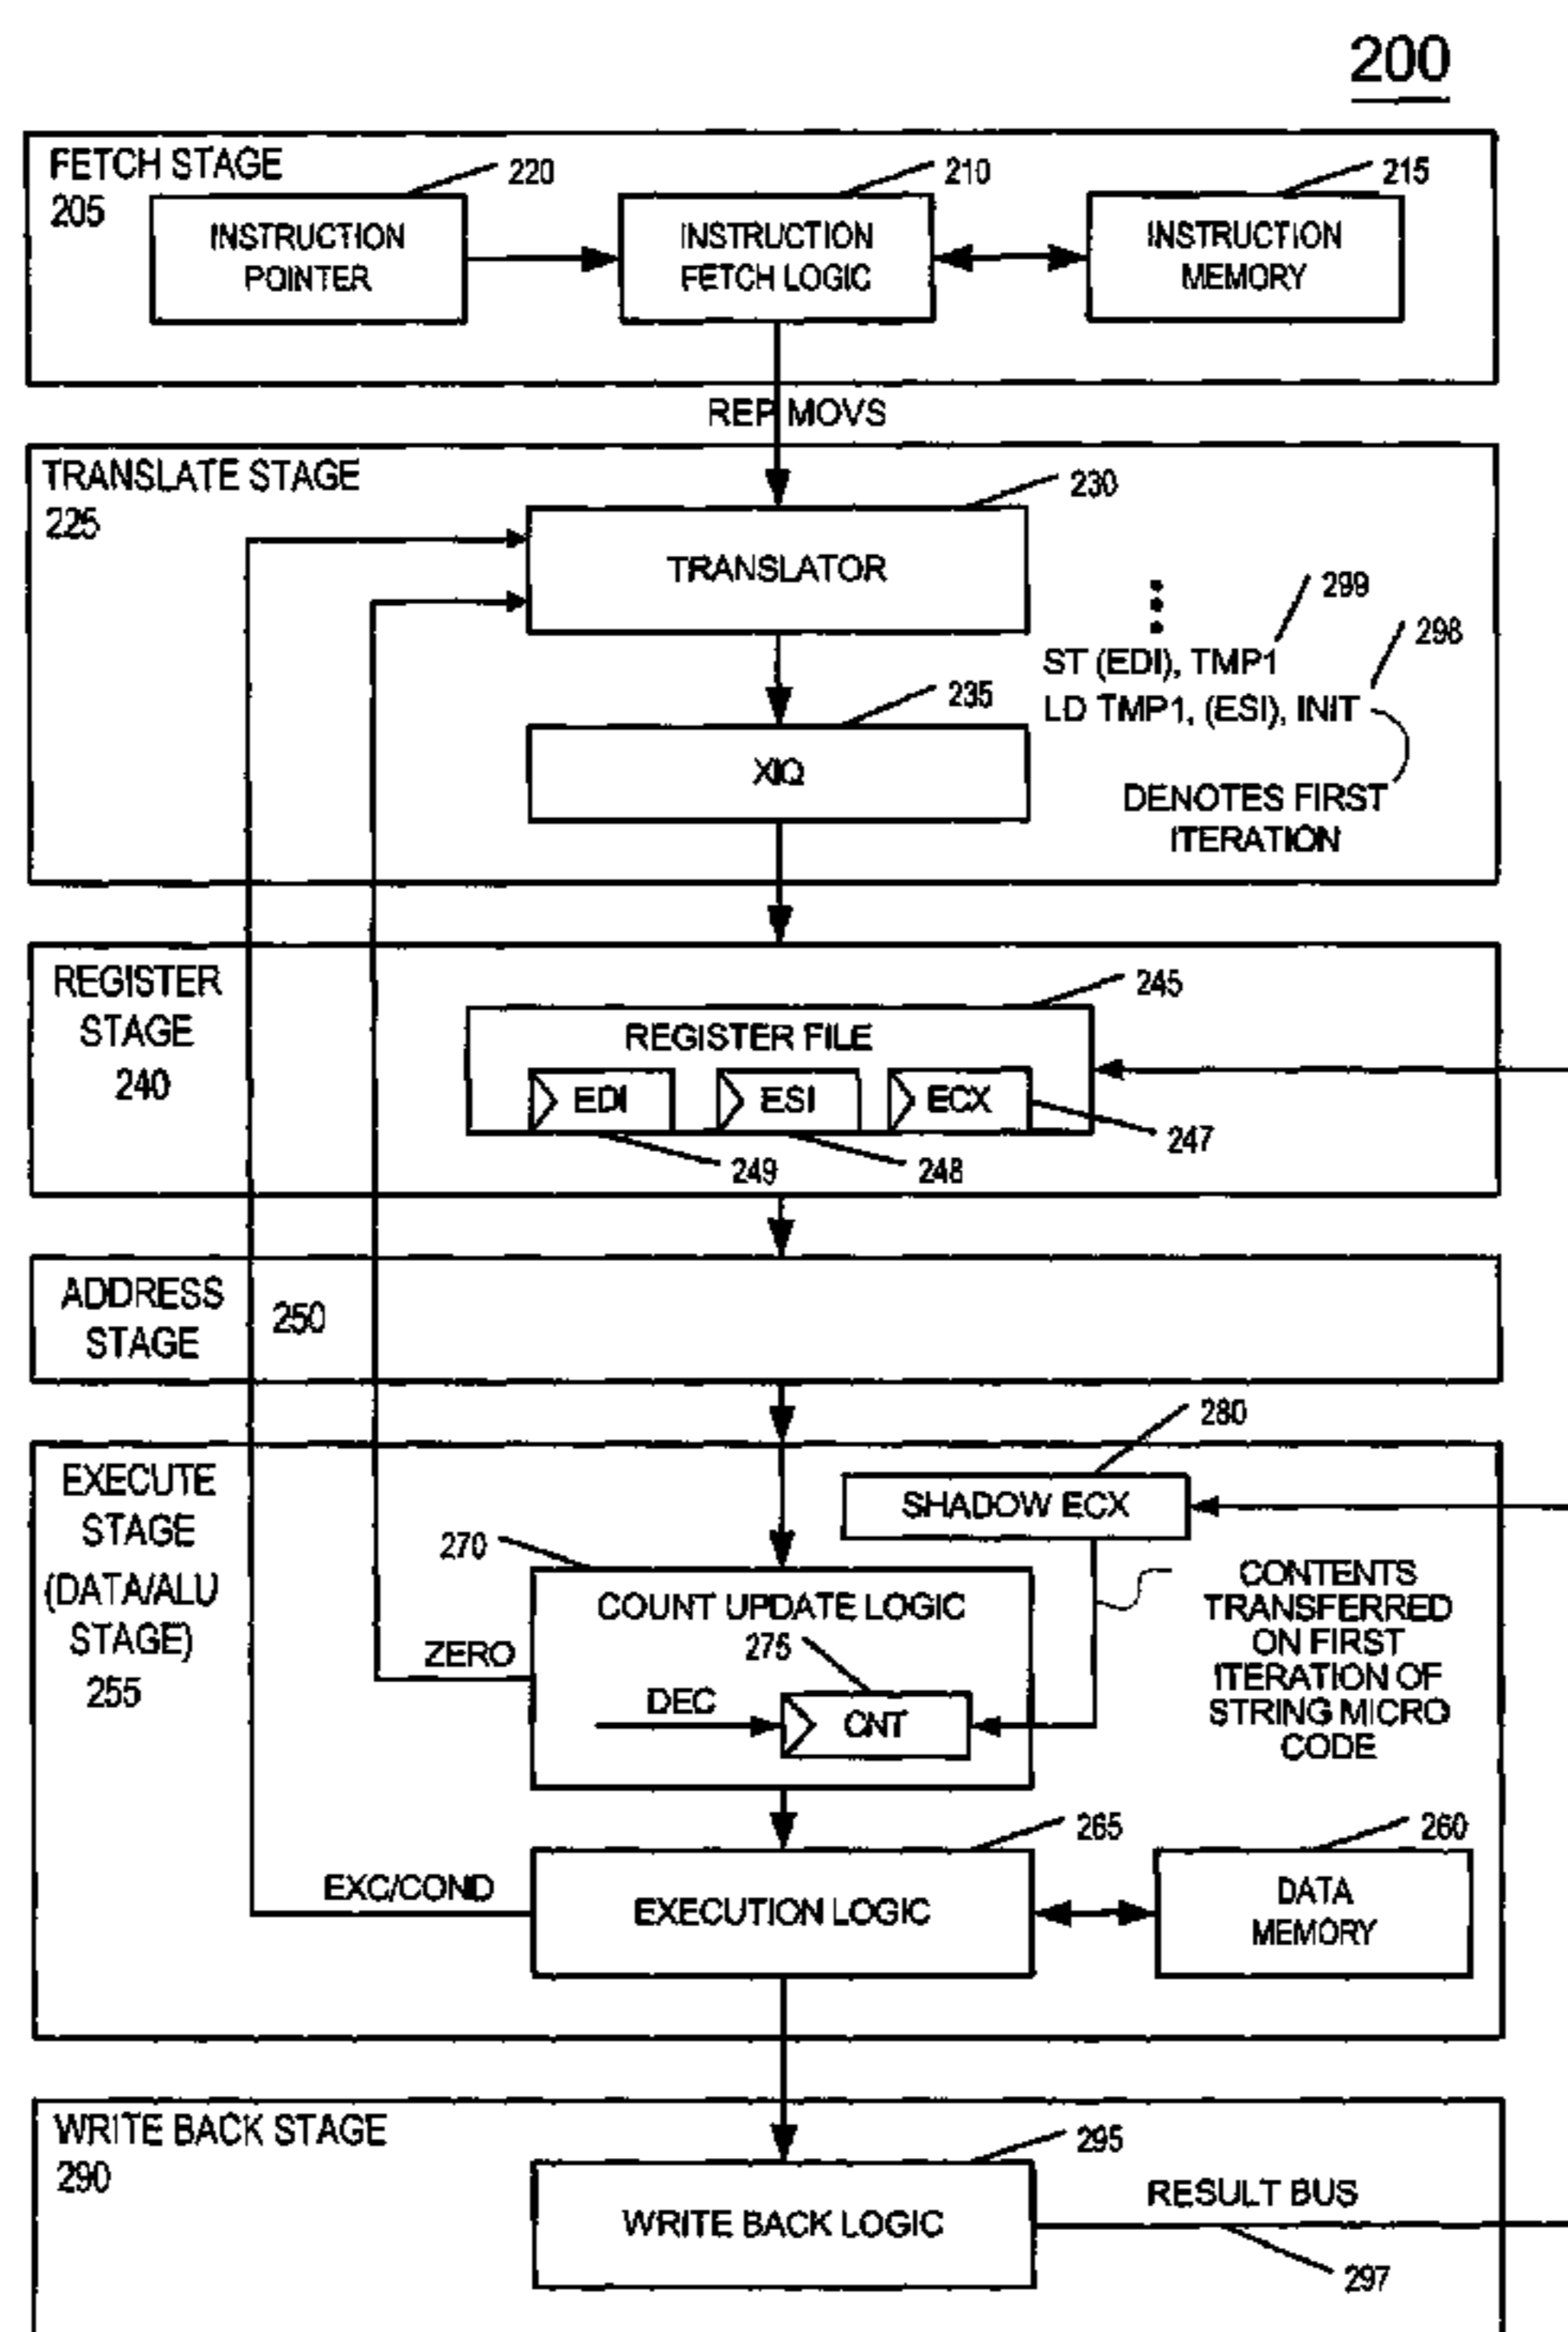 200
FETCH STAGE
205
220
210
215
INSTRUCTION
POINTER
INSTRUCTION
FETCH LOGIC
INSTRUCTION
MEMORY
REP MOVS
TRANSLATE STAGE
225
230
TRANSLATOR
299
298
ST (EDI), TMP1
LD TMP1, (ESI), INIT
235
XIQ
DENOTES FIRST
ITERATION
REGISTER
STAGE
240
245
REGISTER FILE
EDI
ESI
ECX
247
249
248
ADDRESS
STAGE
250
EXECUTE
STAGE
(DATA/ALU
STAGE)
255
280
SHADOW ECX
270
COUNT UPDATE LOGIC
275
ZERO
DEC
CNT
CONTENTS
TRANSFERRED
ON FIRST
ITERATION OF
STRING MICRO
CODE
265
260
EXC/COND
EXECUTION LOGIC
DATA
MEMORY
WRITE BACK STAGE
290
295
WRITE BACK LOGIC
RESULT BUS
297